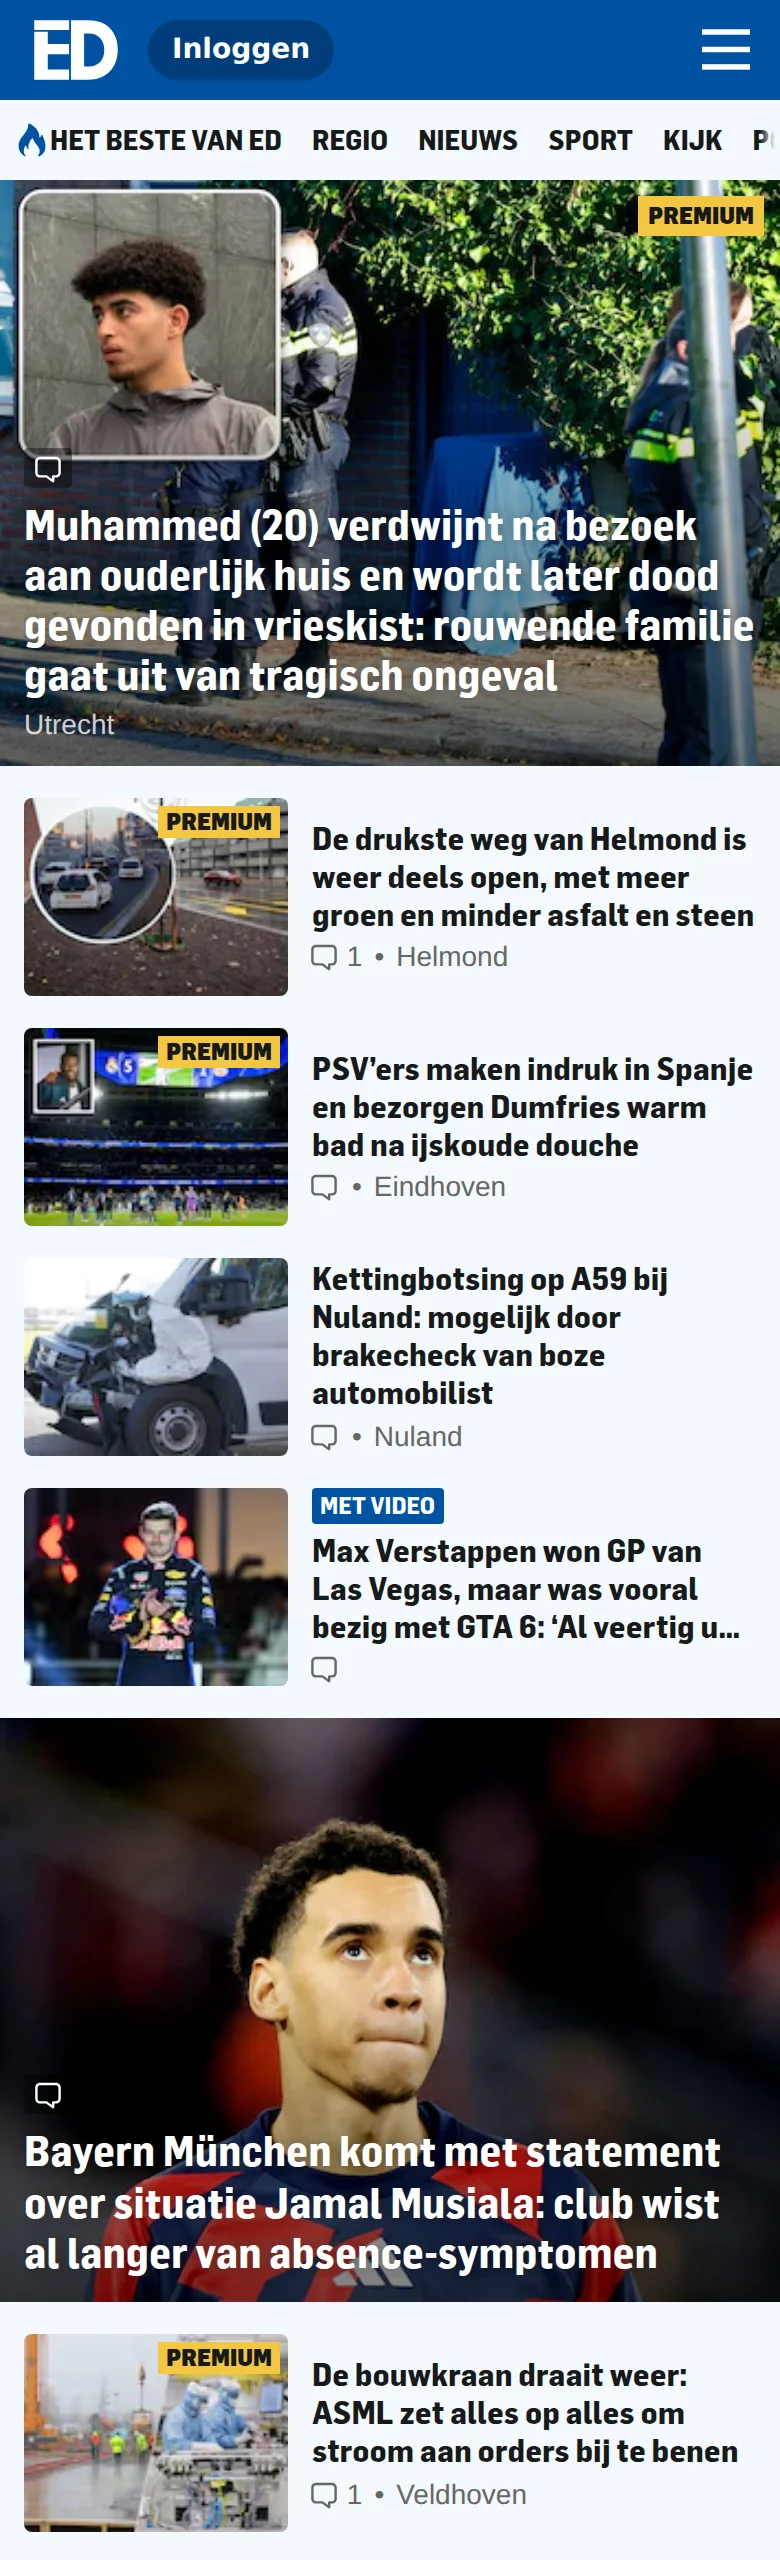 ED
Inloggen
HET BESTE VAN ED REGIO NIEUWS SPORT KIJK
PREMIUM
Muhammed (20) verdwijnt na bezoek
aan ouderlijk huis en wordt later dood
gevonden in vrieskist: rouwende familie
gaat uit van tragisch ongeval
Utrecht
PREMIUM
De drukste weg van Helmond is
weer deels open, met meer
groen en minder asfalt en steen
1 • Helmond
PREMIUM
PSV’ers maken indruk in Spanje
en bezorgen Dumfries warm
bad na ijskoude douche
• Eindhoven
Kettingbotsing op A59 bij
Nuland: mogelijk door
brakecheck van boze
automobilist
• Nuland
MET VIDEO
Max Verstappen won GP van
Las Vegas, maar was vooral
bezig met GTA 6: ‘Al veertig u...
Bayern München komt met statement
over situatie Jamal Musiala: club wist
al langer van absence-symptomen
PREMIUM
De bouwkraan draait weer:
ASML zet alles op alles om
stroom aan orders bij te benen
1 • Veldhoven